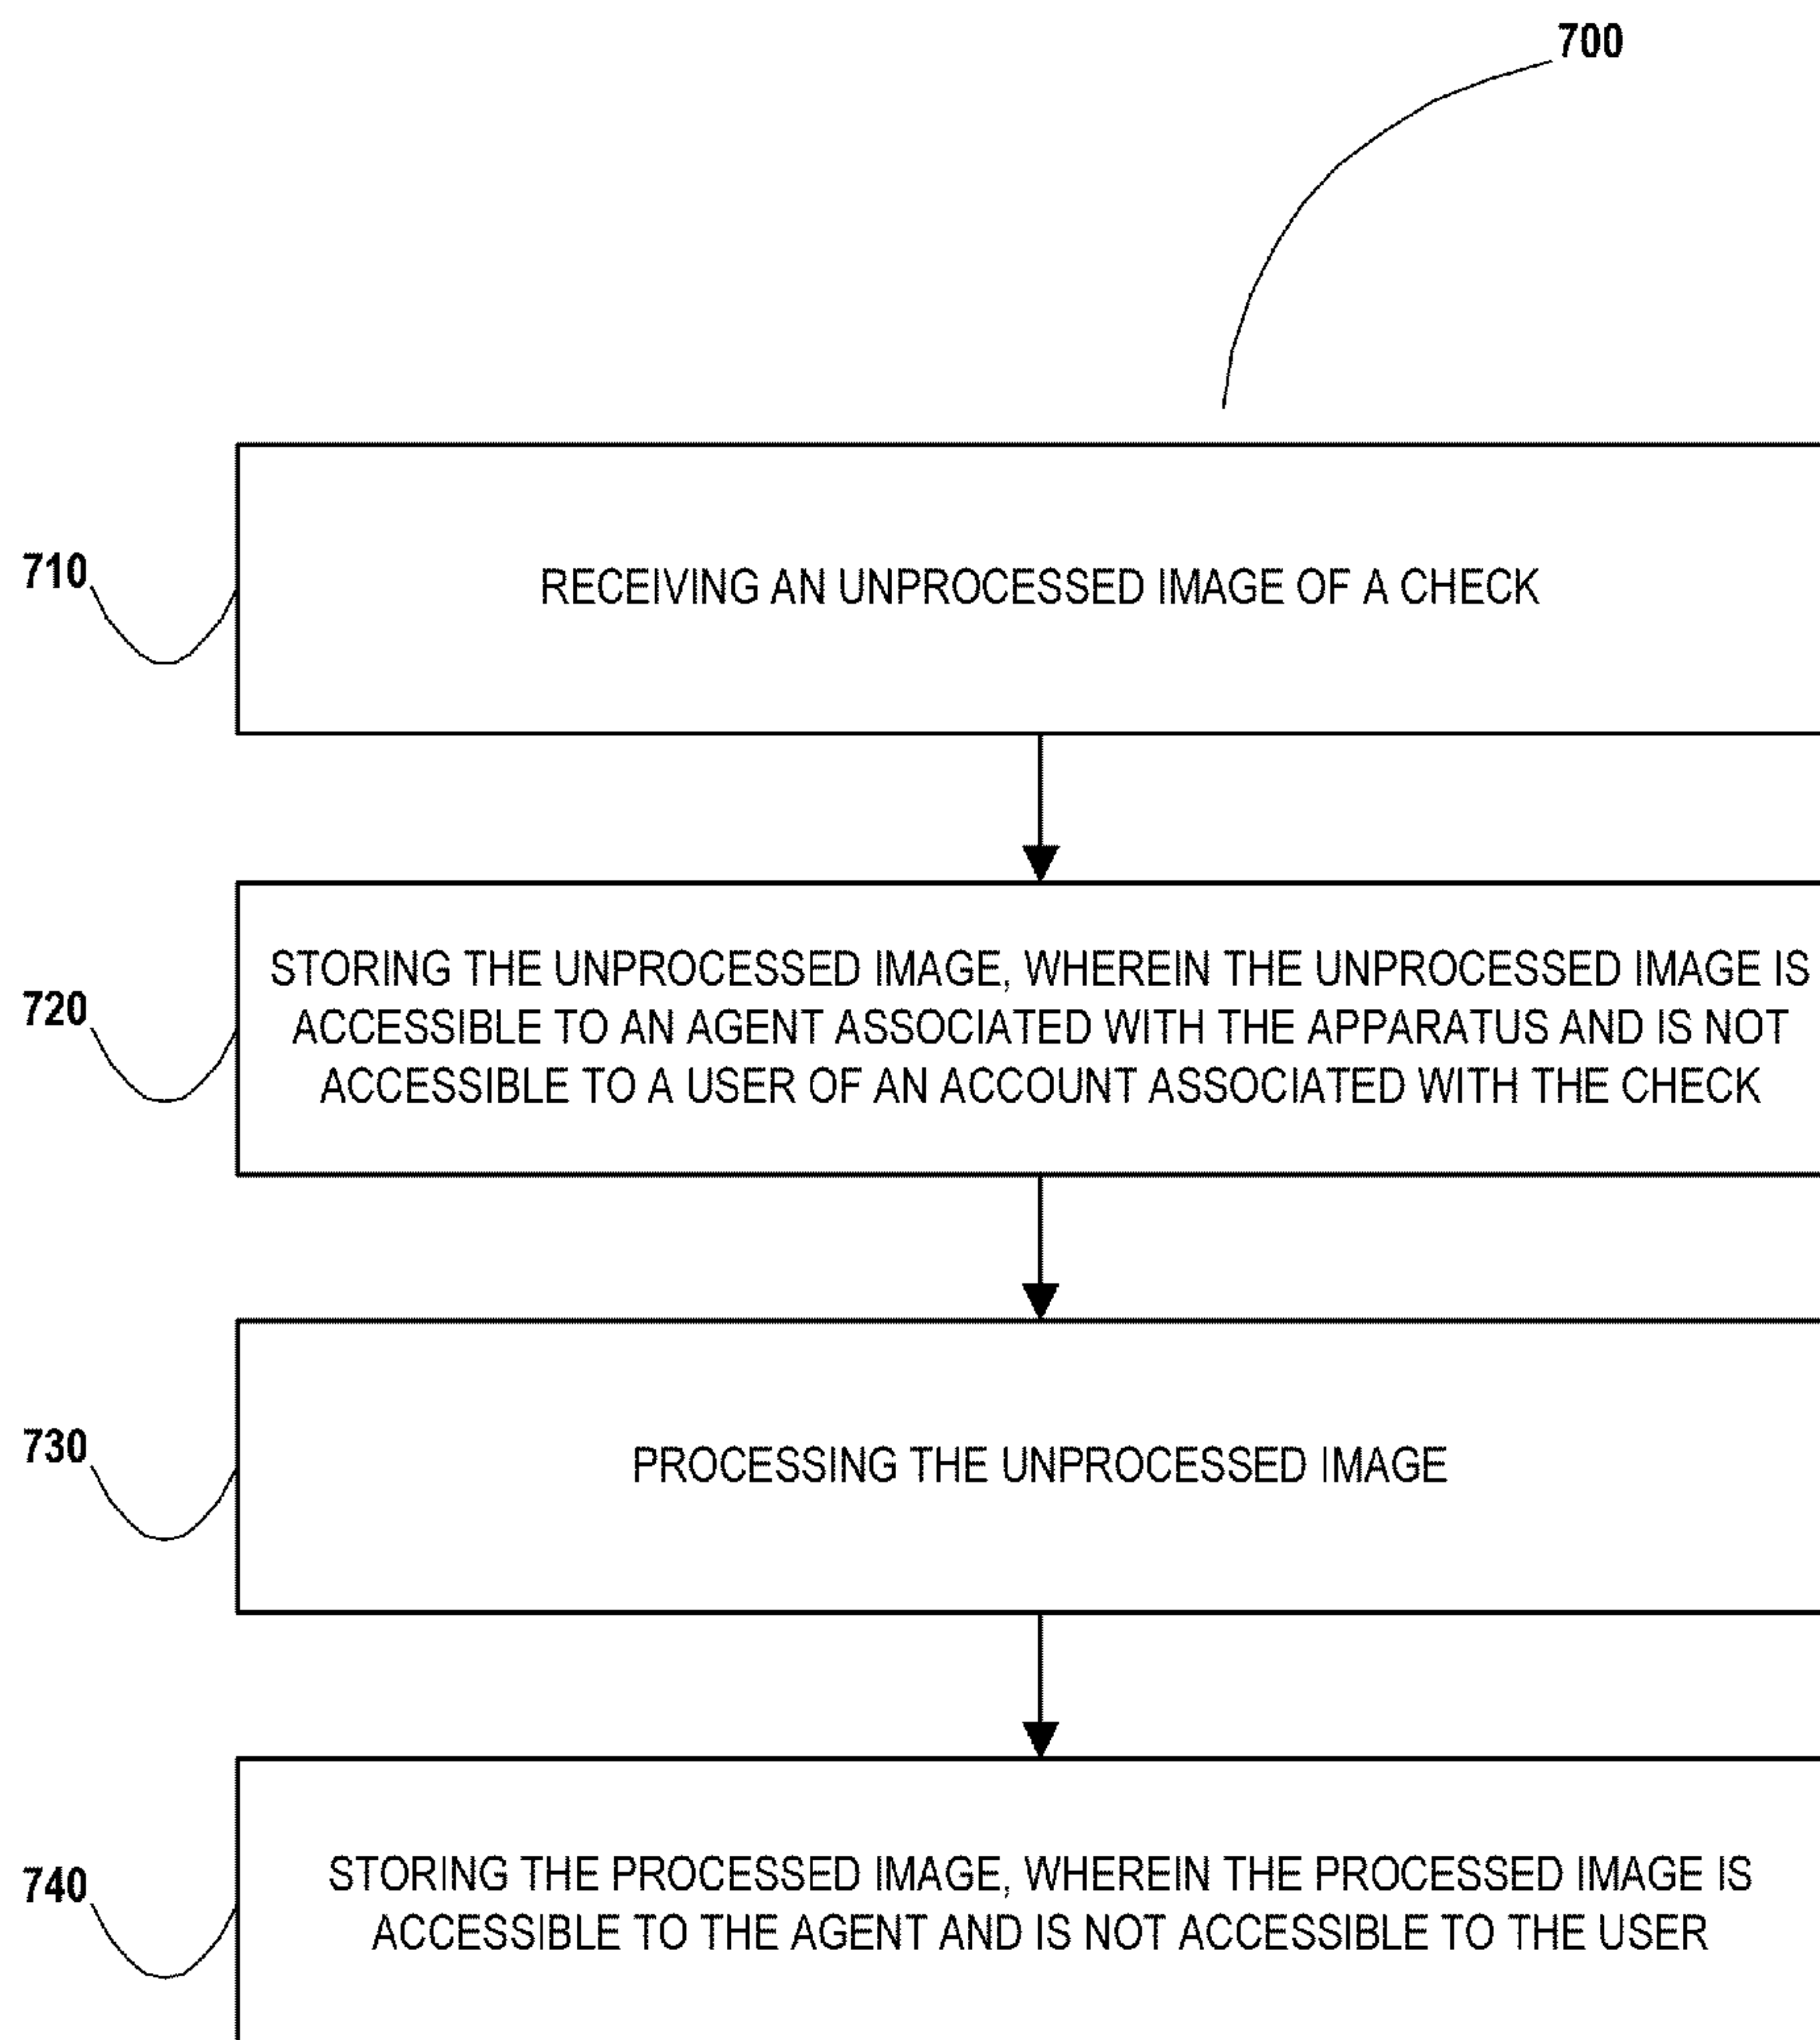 700
710
RECEIVING AN UNPROCESSED IMAGE OF A CHECK
720
STORING THE UNPROCESSED IMAGE, WHEREIN THE UNPROCESSED IMAGE IS
ACCESSIBLE TO AN AGENT ASSOCIATED WITH THE APPARATUS AND IS NOT
ACCESSIBLE TO A USER OF AN ACCOUNT ASSOCIATED WITH THE CHECK
730
PROCESSING THE UNPROCESSED IMAGE
740
STORING THE PROCESSED IMAGE, WHEREIN THE PROCESSED IMAGE IS
ACCESSIBLE TO THE AGENT AND IS NOT ACCESSIBLE TO THE USER